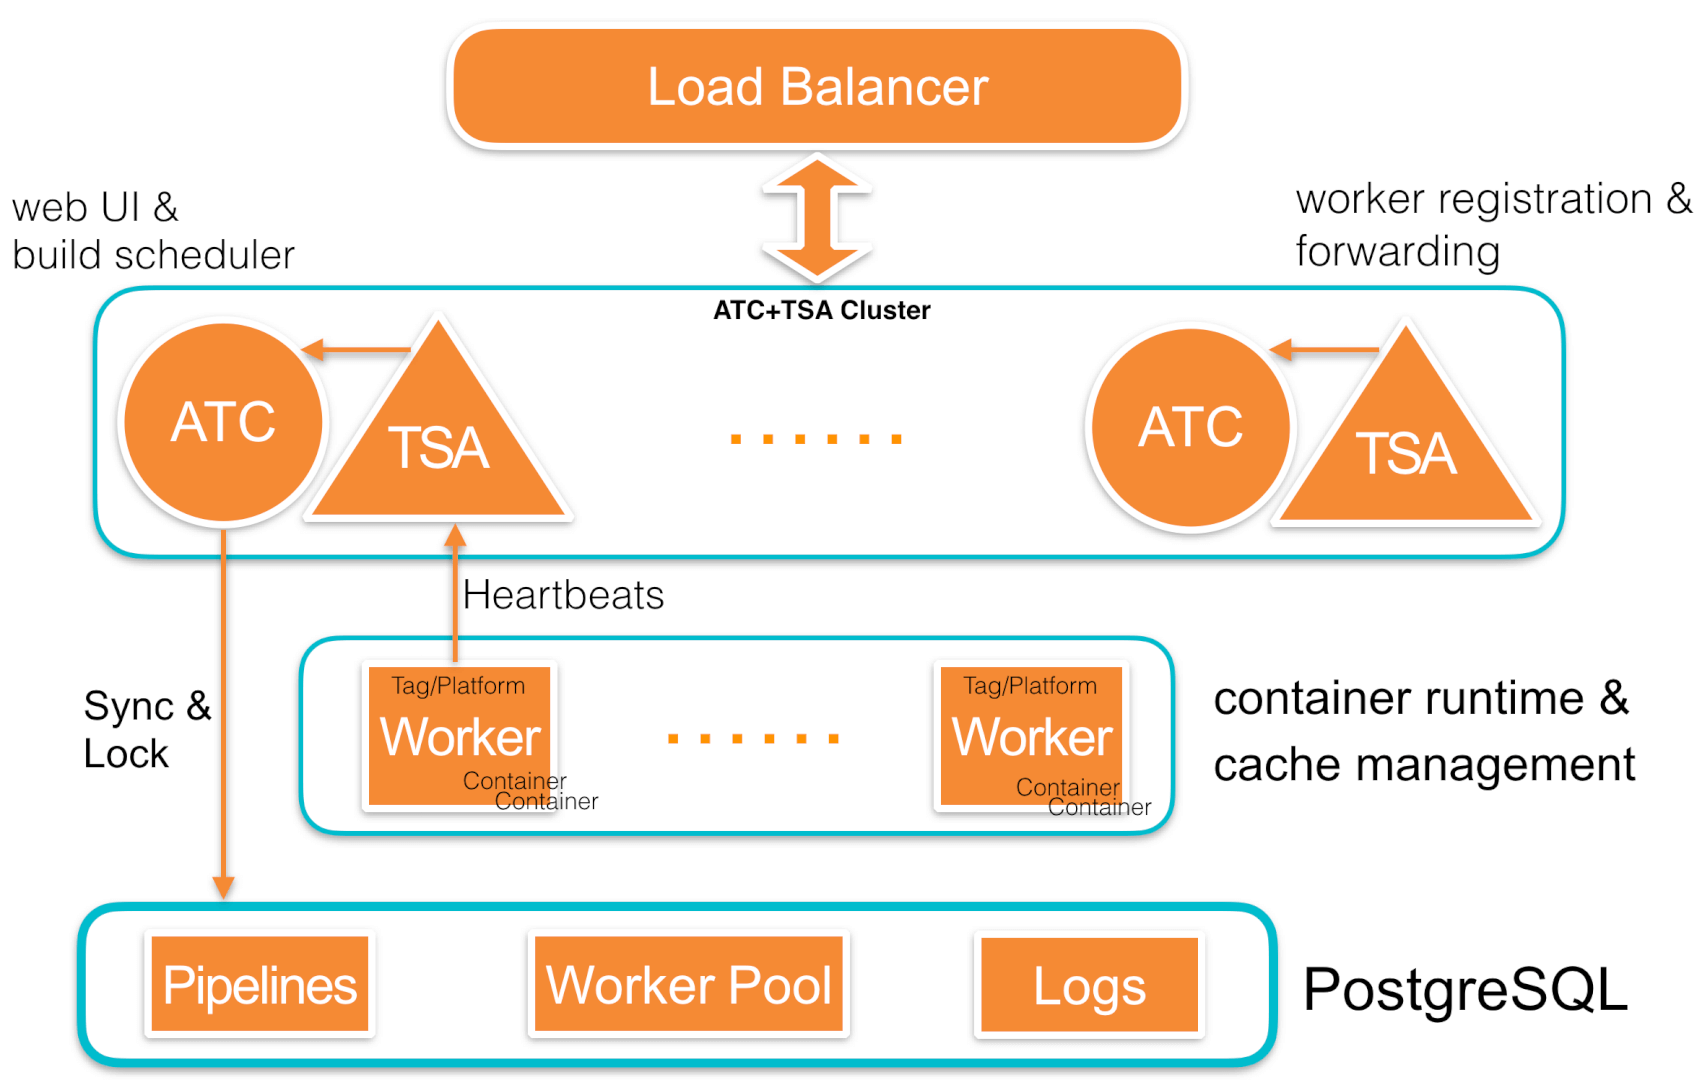 Load Balancer
web UI &
build scheduler
worker registration &
forwarding
ATC+TSA Cluster
ATC
TSA
ATC
TSA
Heartbeats
Sync &
Lock
Tag/Platform
Worker
Container
Container
Tag/Platform
Worker
Container
Container
container runtime &
cache management
Pipelines
Worker Pool
Logs
PostgreSQL